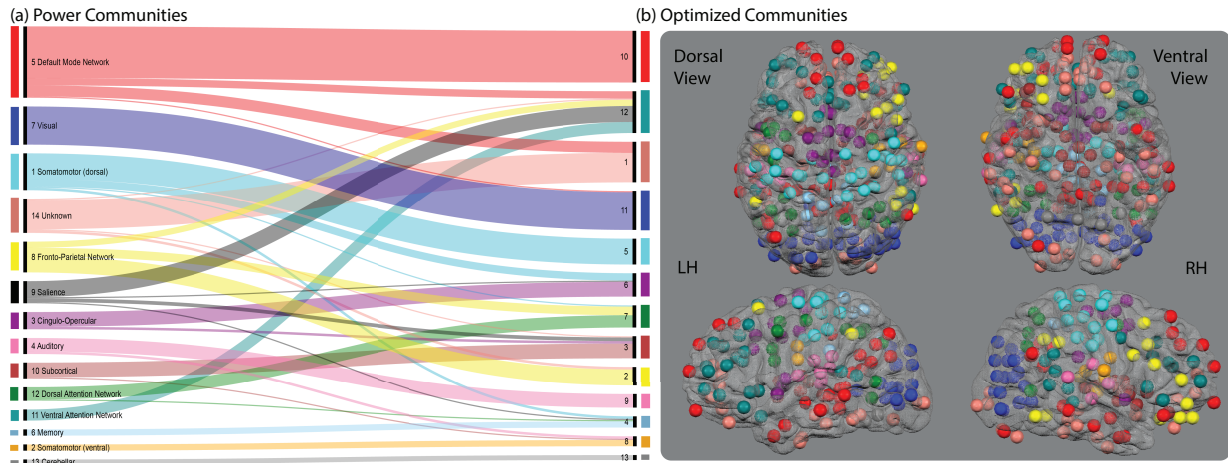 (a) Power Communities
5 Default Mode Network
7 Visual
1 Somatomotor (dorsal)
14 Unknown
8 Fronto-Parietal Network
9 Salience
3 Cingulo-Opercular
4 Auditory
10 Subcortical
12 Dorsal Attention Network
11 Ventral Attention Network
6 Memory
2 Somatomotor (ventral)
13 Cerebellar
10
12
1
11
5
6
7
3
2
9
4
8
13
(b) Optimized Communities
Dorsal
View
Ventral
View
LH
RH